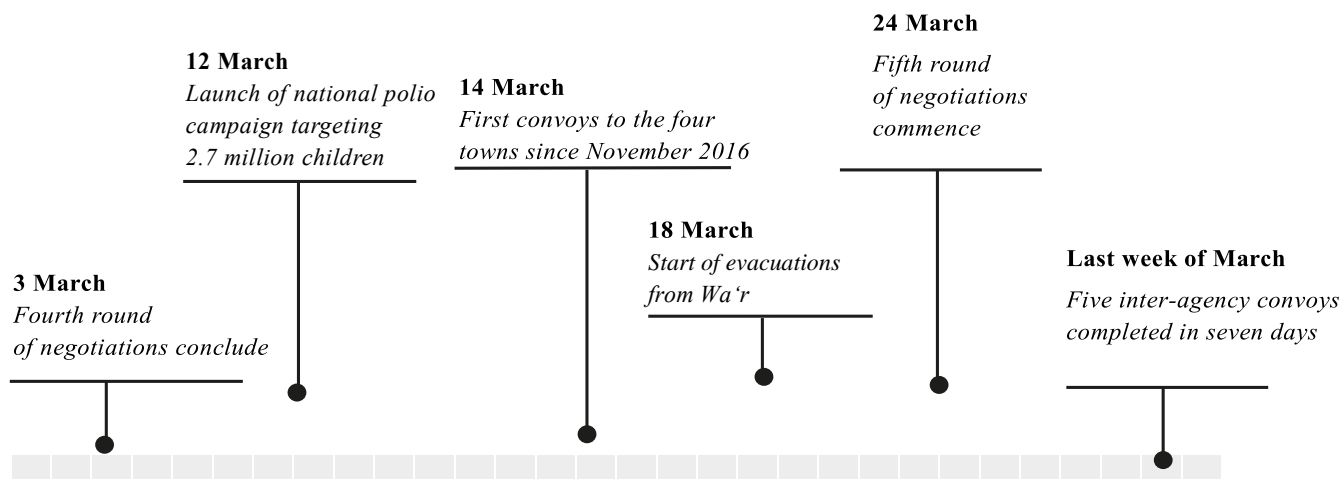 3 March
Fourth round
of negotiations conclude
12 March
Launch of national polio
campaign targeting
2.7 million children
14 March
First convoys to the four
towns since November 2016
18 March
Start of evacuations
from Wa‘r
24 March
Fifth round
of negotiations
commence
Last week of March
Five inter-agency convoys
completed in seven days